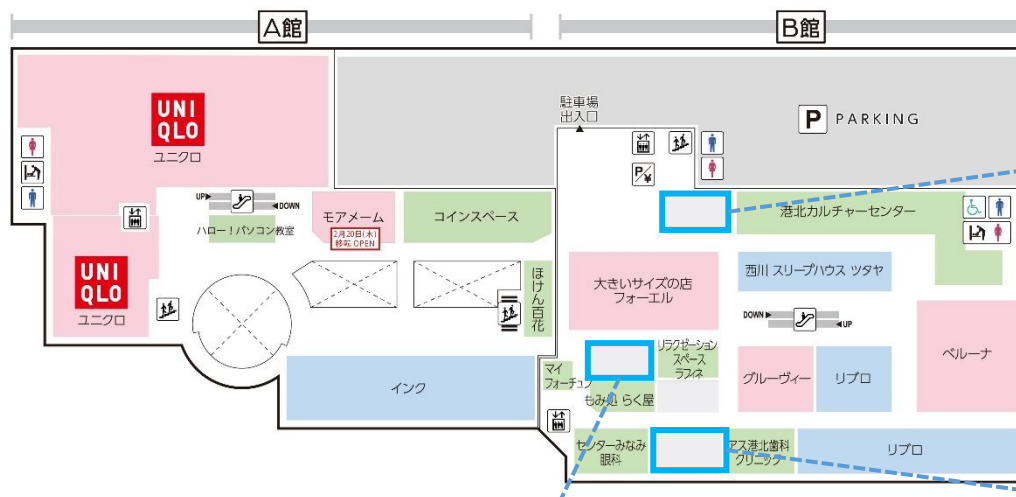 A館
B館
UNI
QLO
ユニクロ
駐車場
出入口
P PARKING
P/¥
UP
DOWN
ハロー！パソコン教室
モアメーム
2月20日(水)
移転 OPEN
コインスペース
港北カルチャーセンター
UNI
QLO
ユニクロ
ほけん百花
大きいサイズの店
フォーエル
西川 スリープハウス ツタヤ
DOWN
UP
ベルーナ
インク
マイ
フォーチュン
リラクゼーション
スペース
ラフィネ
もみ処 らく屋
グルーヴィー
リブロ
センターみなみ
眼科
アス港北歯科
クリニック
リブロ